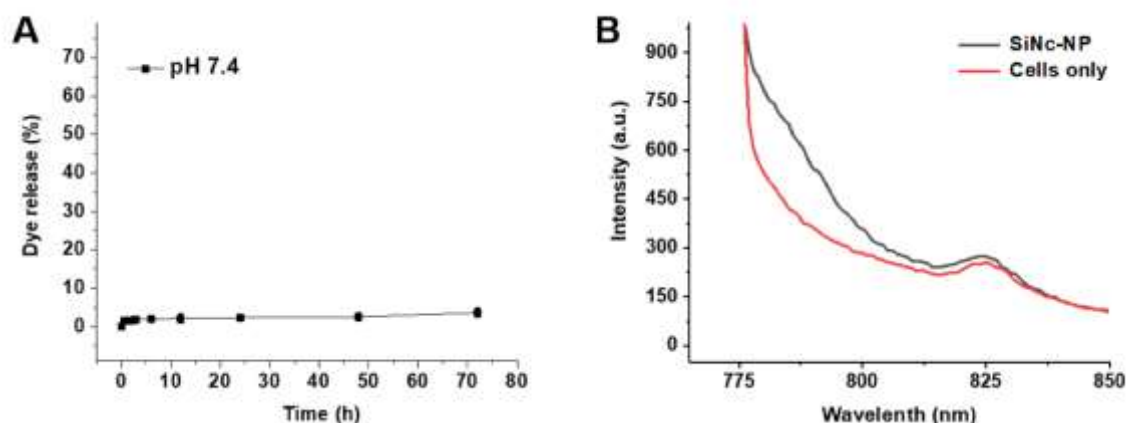 A
pH 7.4
Dye release (%)
70
60
50
40
30
20
10
0
0 10 20 30 40 50 60 70 80
Time (h)
B
SiNc-NP
Cells only
Intensity (a.u.)
900
750
600
450
300
150
0
775 800 825 850
Wavelenth (nm)